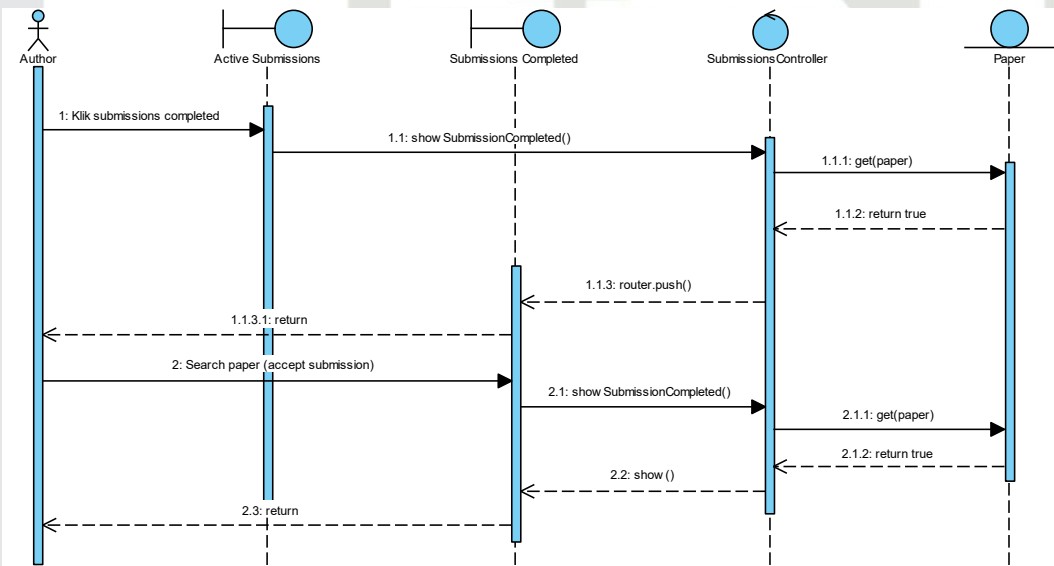 Author
Active Submissions
Submissions Completed
SubmissionsController
Paper
1: Klik submissions completed
1.1: show SubmissionCompleted()
1.1.1: get(paper)
1.1.2: return true
1.1.3: router.push()
1.1.3.1: return
2: Search paper (accept submission)
2.1: show SubmissionCompleted()
2.1.1: get(paper)
2.1.2: return true
2.2: show ()
2.3: return